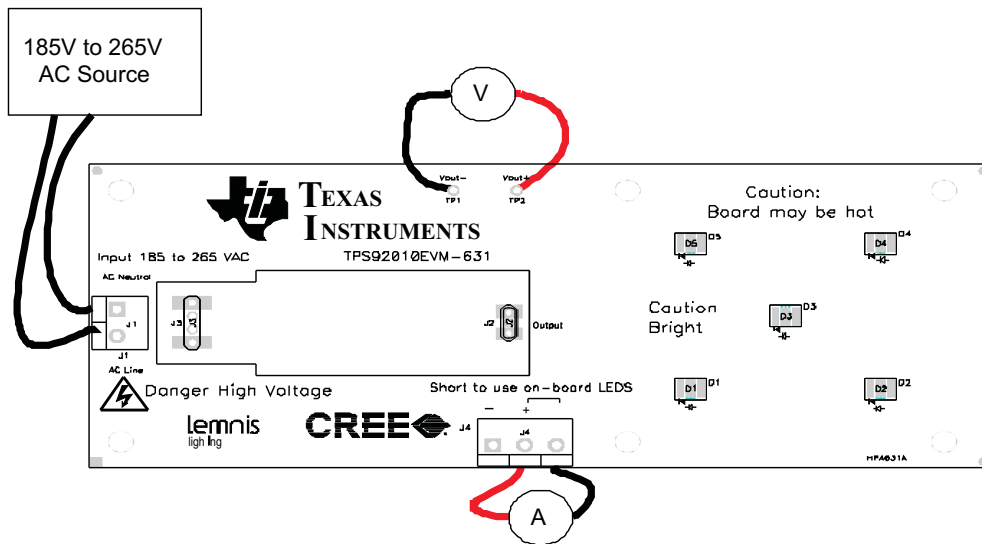 185V to 265V
AC Source
V
Vout-
Vout+
TP1
TP2
TEXAS
INSTRUMENTS
Caution:
Board may be hot
Input 185 to 265 VAC
TPS92010EVM-631
AC Neutral
J1
J1
AC Line
J3
J3
J2
J2
Output
D5
D5
D4
D4
Caution
Bright
D3
D3
D1
D1
D2
D2
Danger High Voltage
Short to use on-board LEDS
lemnis
lighting
CREE
J4
- +
J4
HPA631A
A